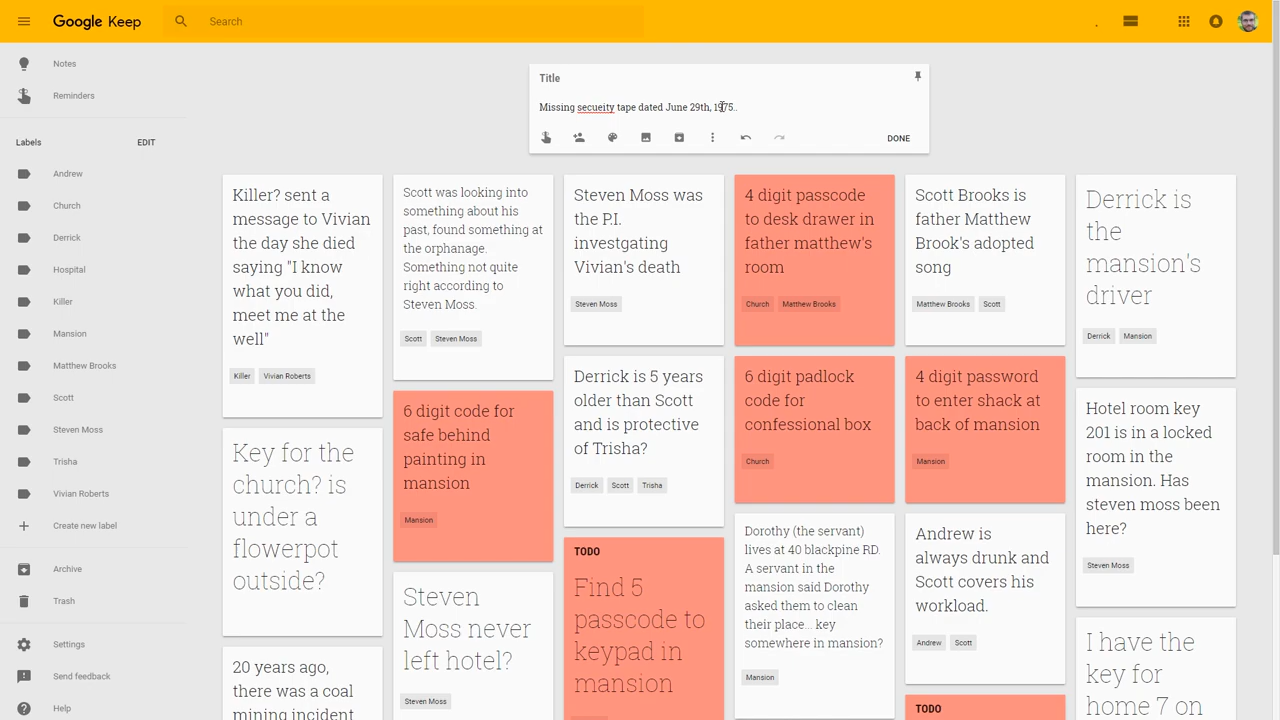 Google Keep
Search
Notes
Reminders
Labels
EDIT
Andrew
Church
Derrick
Hospital
Killer
Mansion
Matthew Brooks
Scott
Steven Moss
Trisha
Vivian Roberts
Create new label
Archive
Trash
Settings
Send feedback
Help
Title
Missing secueity tape dated June 29th, 1975..
DONE
Killer? sent a
message to Vivian
the day she died
saying "I know
what you did,
meet me at the
well"
Killer
Vivian Roberts
Key for the
church? is
under a
flowerpot
outside?
20 years ago,
there was a coal
mining incident
Scott was looking into
something about his
past, found something at
the orphanage.
Something not quite
right according to
Steven Moss.
Scott
Steven Moss
6 digit code for
safe behind
painting in
mansion
Mansion
Steven
Moss never
left hotel?
Steven Moss
Steven Moss was
the P.I.
investgating
Vivian's death
Steven Moss
Derrick is 5 years
older than Scott
and is protective
of Trisha?
Derrick
Scott
Trisha
TODO
Find 5
passcode to
keypad in
mansion
4 digit passcode
to desk drawer in
father matthew's
room
Church
Matthew Brooks
6 digit padlock
code for
confessional box
Church
Dorothy (the servant)
lives at 40 blackpine RD.
A servant in the
mansion said Dorothy
asked them to clean
their place... key
somewhere in mansion?
Mansion
Scott Brooks is
father Matthew
Brook's adopted
song
Matthew Brooks
Scott
4 digit password
to enter shack at
back of mansion
Mansion
Andrew is
always drunk and
Scott covers his
workload.
Andrew
Scott
TODO
Derrick is
the
mansion's
driver
Derrick
Mansion
Hotel room key
201 is in a locked
room in the
mansion. Has
steven moss been
here?
Steven Moss
I have the
key for
home 7 on